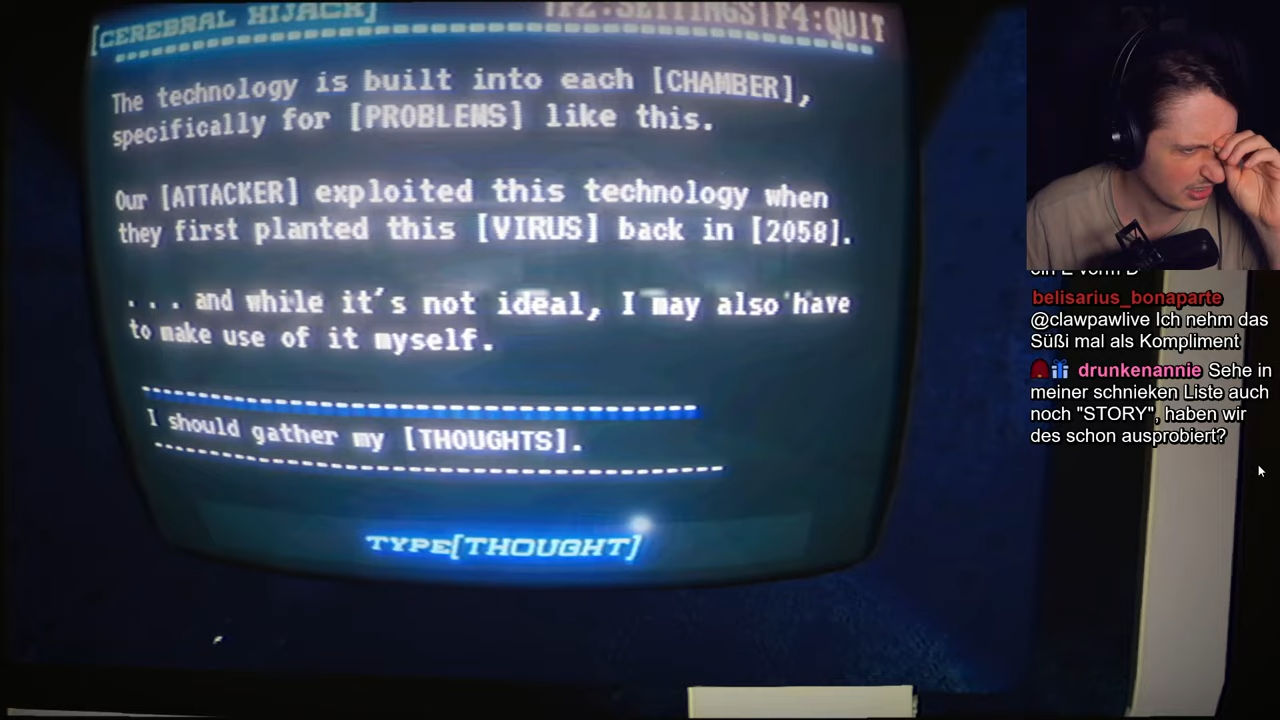 [CEREBRAL HIJACK]
|F2:SETTINGS|F4:QUIT
The technology is built into each [CHAMBER],
specifically for [PROBLEMS] like this.
Our [ATTACKER] exploited this technology when
they first planted this [VIRUS] back in [2058].
... and while it's not ideal, I may also have
to make use of it myself.
I should gather my [THOUGHTS].
TYPE[THOUGHT]
belisarius_bonaparte
@clawpawlive Ich nehm das
Süßi mal als Kompliment
drunkenannie Sehe in
meiner schnieken Liste auch
noch "STORY", haben wir
des schon ausprobiert?